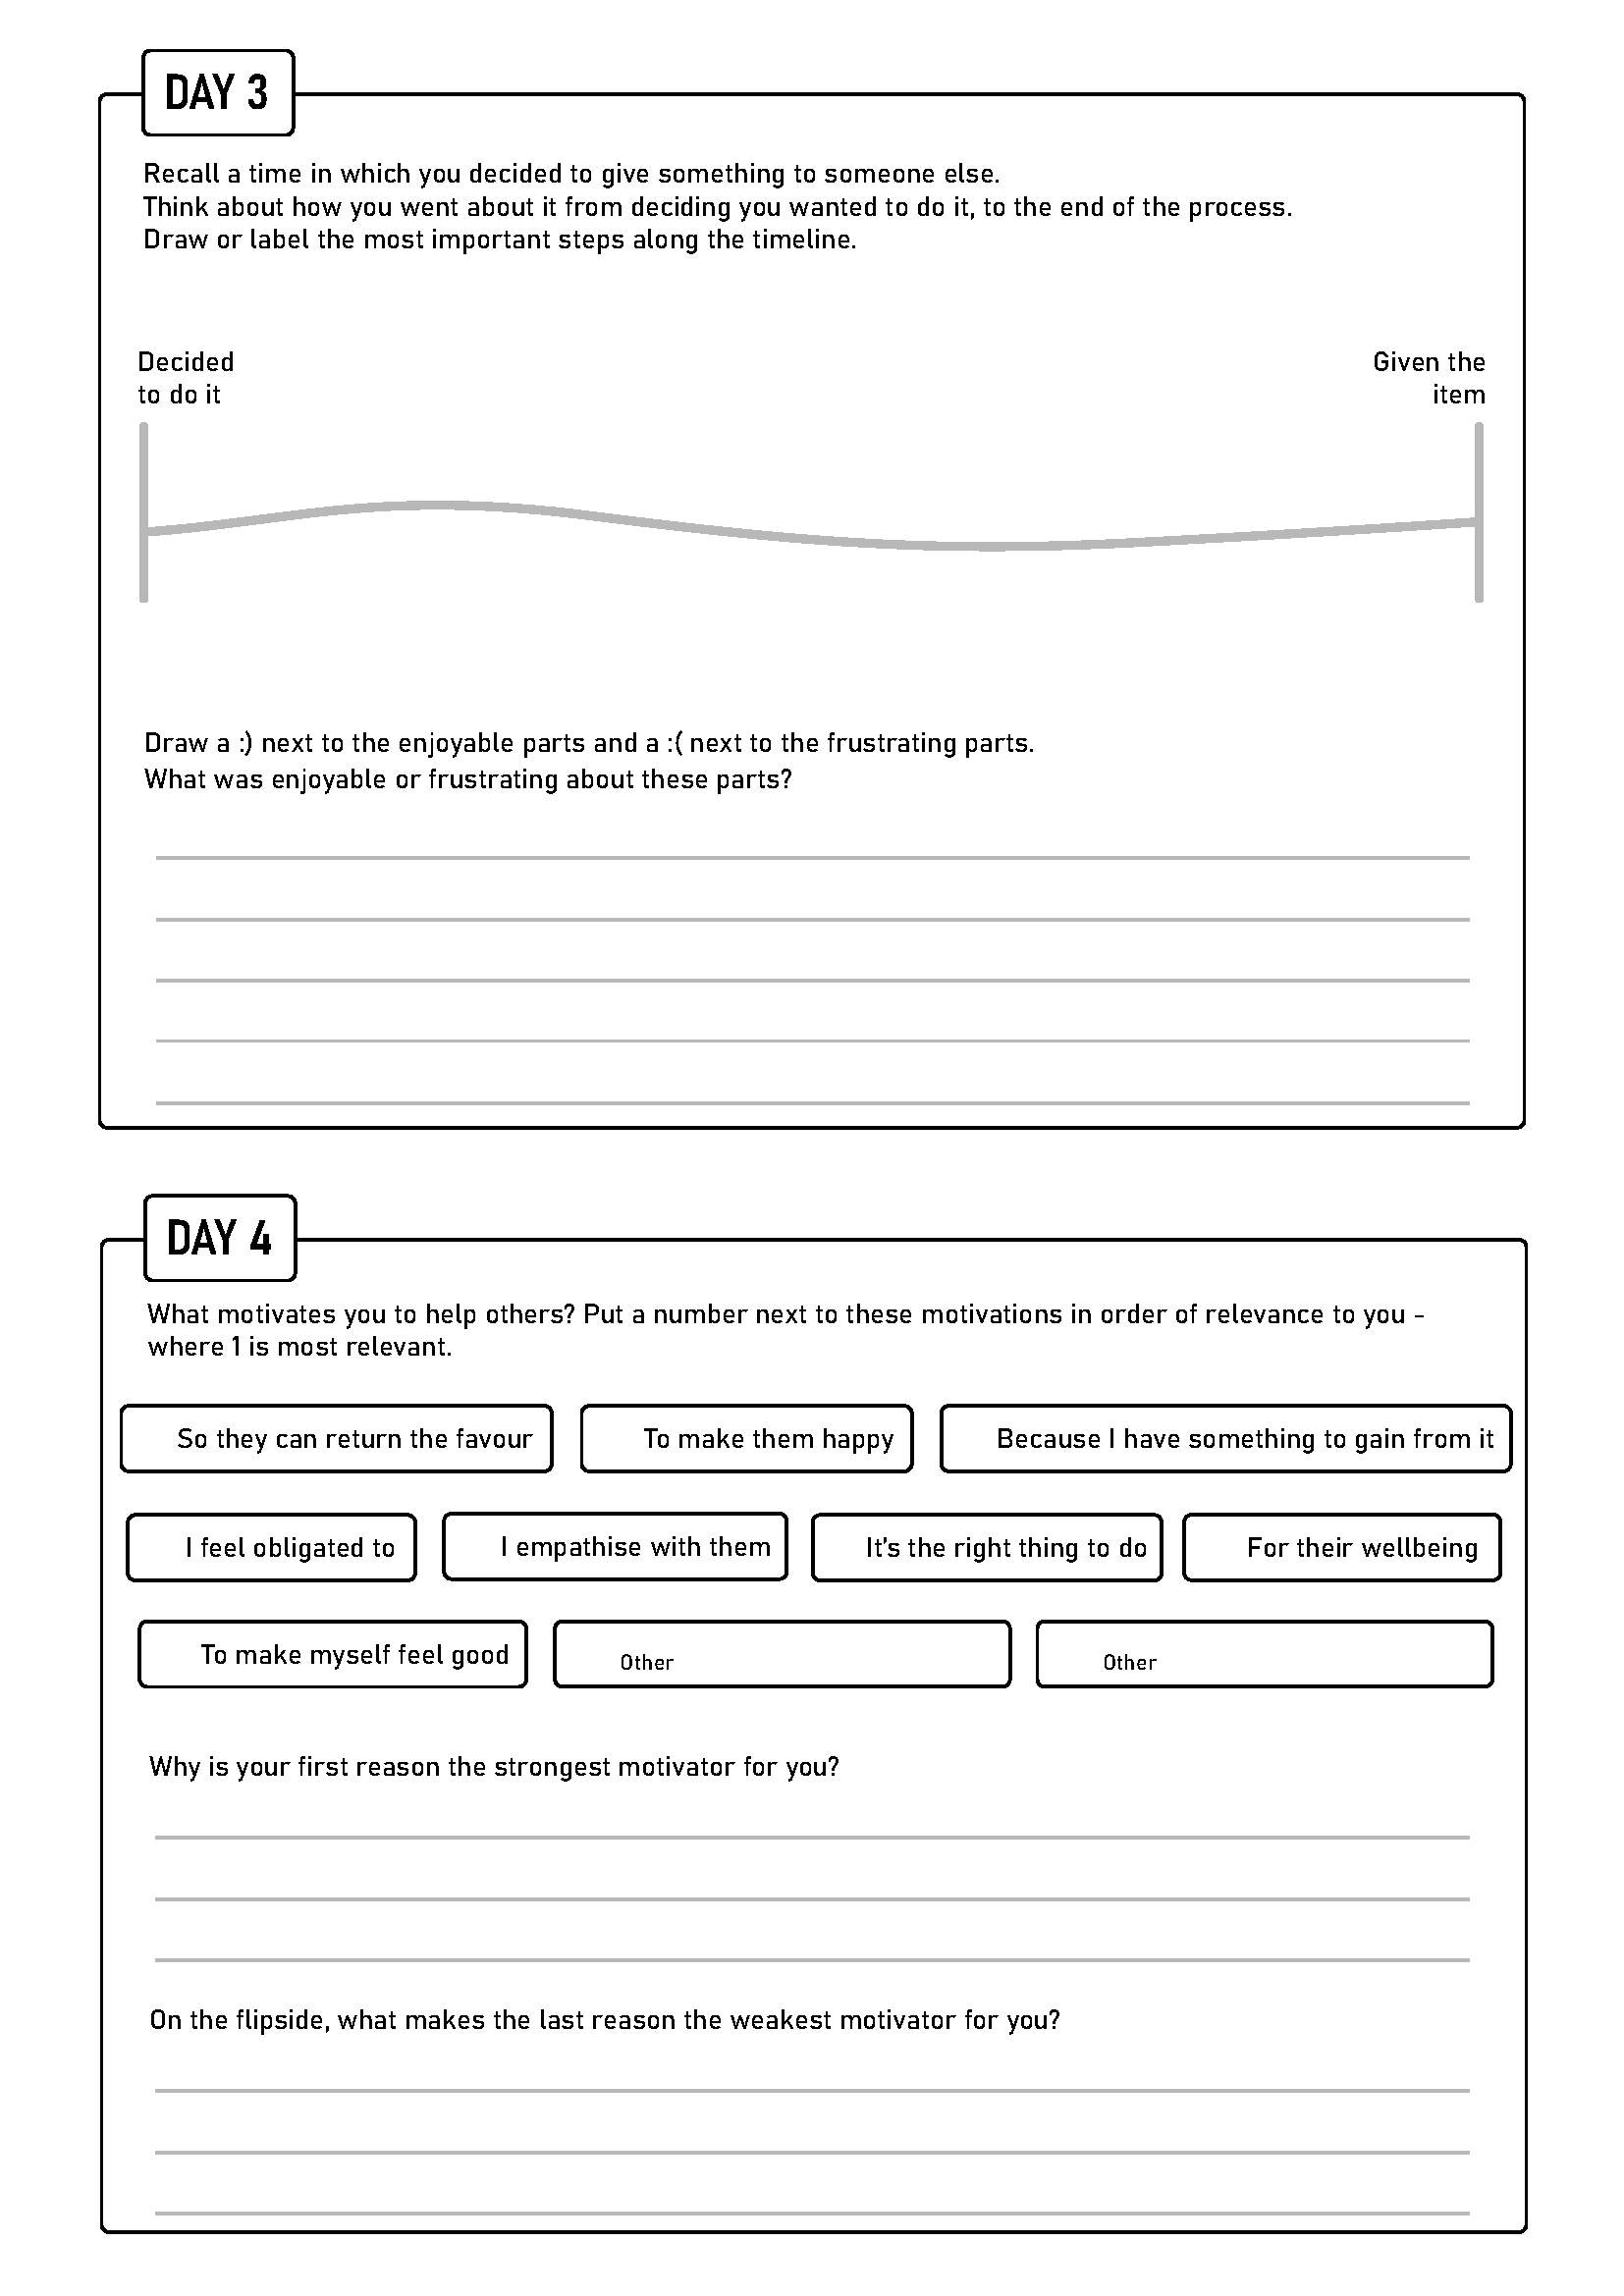 DAY 3
Recall a time in which you decided to give something to someone else.
Think about how you went about it from deciding you wanted to do it, to the end of the process.
Draw or label the most important steps along the timeline.
Decided
to do it
Given the
item
Draw a :) next to the enjoyable parts and a :( next to the frustrating parts.
What was enjoyable or frustrating about these parts?
DAY 4
What motivates you to help others? Put a number next to these motivations in order of relevance to you -
where 1 is most relevant.
So they can return the favour
To make them happy
Because I have something to gain from it
I feel obligated to
I empathise with them
It's the right thing to do
For their wellbeing
To make myself feel good
Other
Other
Why is your first reason the strongest motivator for you?
On the flipside, what makes the last reason the weakest motivator for you?